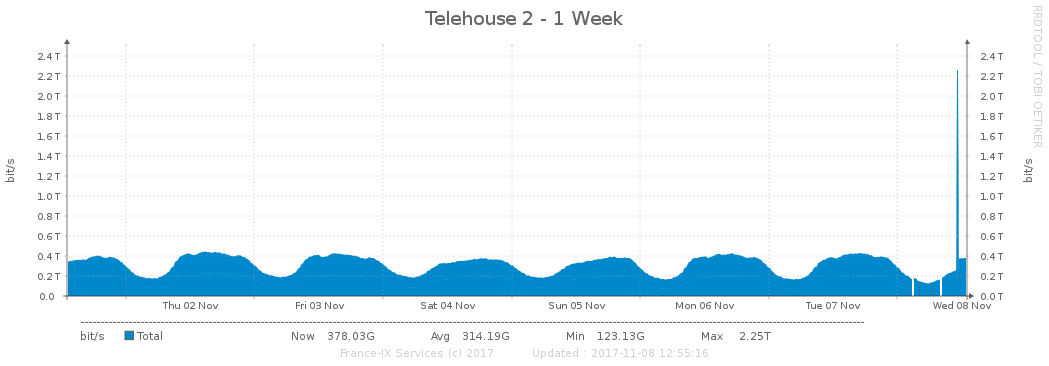 Telehouse 2 - 1 Week
RRDTOOL / TOBI OETIKER
bit/s
bit/s
2.4 T 2.4 T
2.2 T 2.2 T
2.0 T 2.0 T
1.8 T 1.8 T
1.6 T 1.6 T
1.4 T 1.4 T
1.2 T 1.2 T
1.0 T 1.0 T
0.8 T 0.8 T
0.6 T 0.6 T
0.4 T 0.4 T
0.2 T 0.2 T
0.0 0.0 T
Thu 02 Nov Fri 03 Nov Sat 04 Nov Sun 05 Nov Mon 06 Nov Tue 07 Nov Wed 08 Nov
bit/s Total Now 378.03G Avg 314.19G Min 123.13G Max 2.25T
France-IX Services (c) 2017 Updated : 2017-11-08 12:55:16